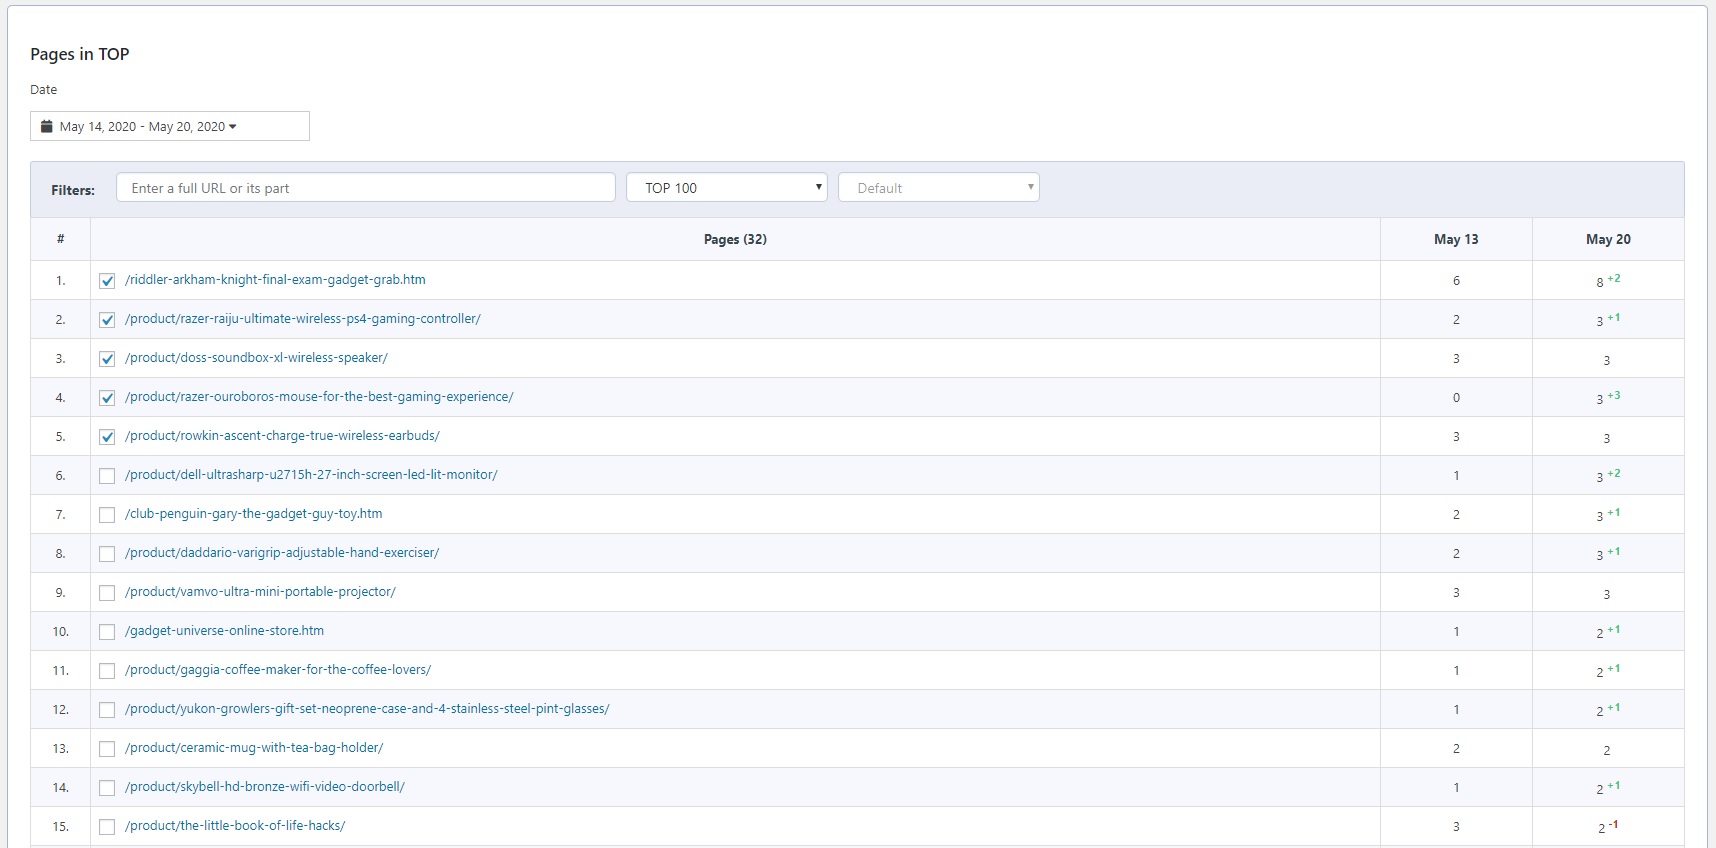 Pages in TOP
Date
May 14, 2020 - May 20, 2020
Filters: Enter a full URL or its part TOP 100 Default
# Pages (32) May 13 May 20
1. /riddler-arkham-knight-final-exam-gadget-grab.htm 6 8 +2
2. /product/razer-raiju-ultimate-wireless-ps4-gaming-controller/ 2 3 +1
3. /product/doss-soundbox-xl-wireless-speaker/ 3 3
4. /product/razer-ouroboros-mouse-for-the-best-gaming-experience/ 0 3 +3
5. /product/rowkin-ascent-charge-true-wireless-earbuds/ 3 3
6. /product/dell-ultrasharp-u2715h-27-inch-screen-led-lit-monitor/ 1 3 +2
7. /club-penguin-gary-the-gadget-guy-toy.htm 2 3 +1
8. /product/daddario-varigrip-adjustable-hand-exerciser/ 2 3 +1
9. /product/vamvo-ultra-mini-portable-projector/ 3 3
10. /gadget-universe-online-store.htm 1 2 +1
11. /product/gaggia-coffee-maker-for-the-coffee-lovers/ 1 2 +1
12. /product/yukon-growlers-gift-set-neoprene-case-and-4-stainless-steel-pint-glasses/ 1 2 +1
13. /product/ceramic-mug-with-tea-bag-holder/ 2 2
14. /product/skybell-hd-bronze-wifi-video-doorbell/ 1 2 +1
15. /product/the-little-book-of-life-hacks/ 3 2 -1